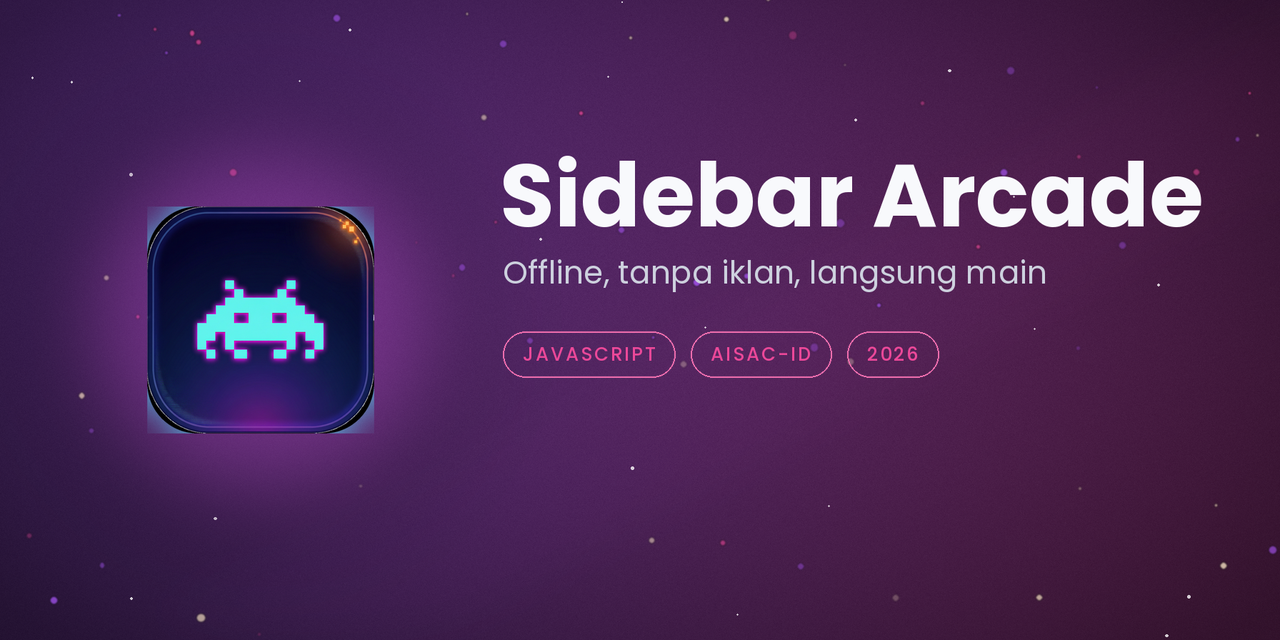 Sidebar Arcade
Offline, tanpa iklan, langsung main
JAVASCRIPT AISAC-ID 2026